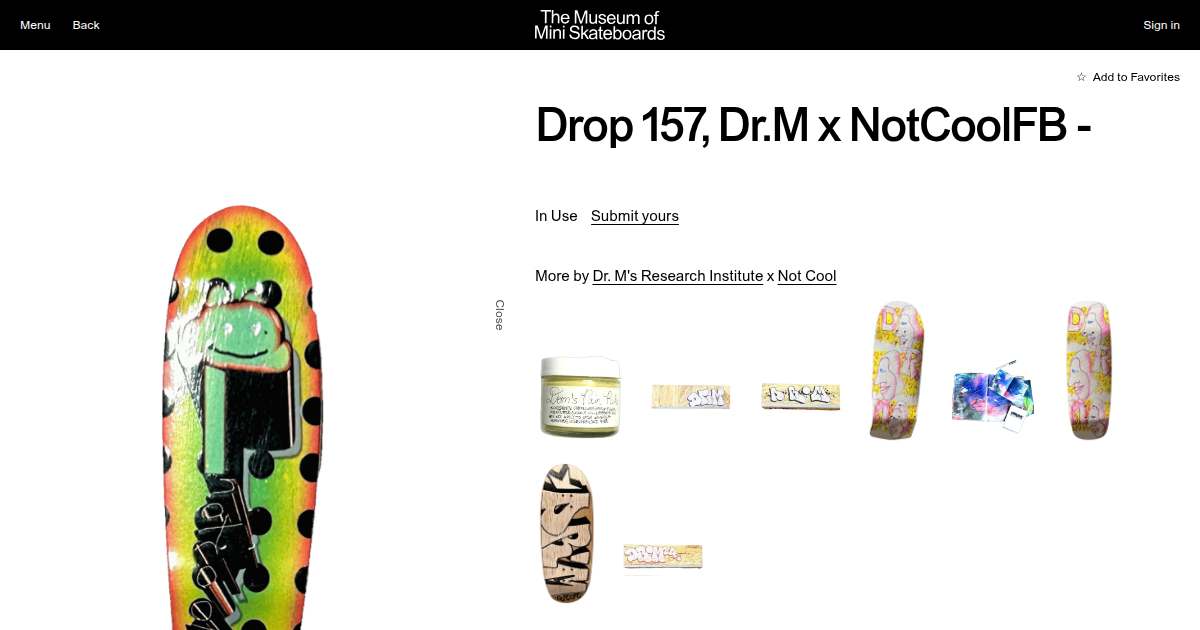 Menu
Back
The Museum of
Mini Skateboards
Sign in
☆ Add to Favorites
Drop 157, Dr.M x NotCoolFB -
In Use Submit yours
More by Dr. M's Research Institute x Not Cool
Close